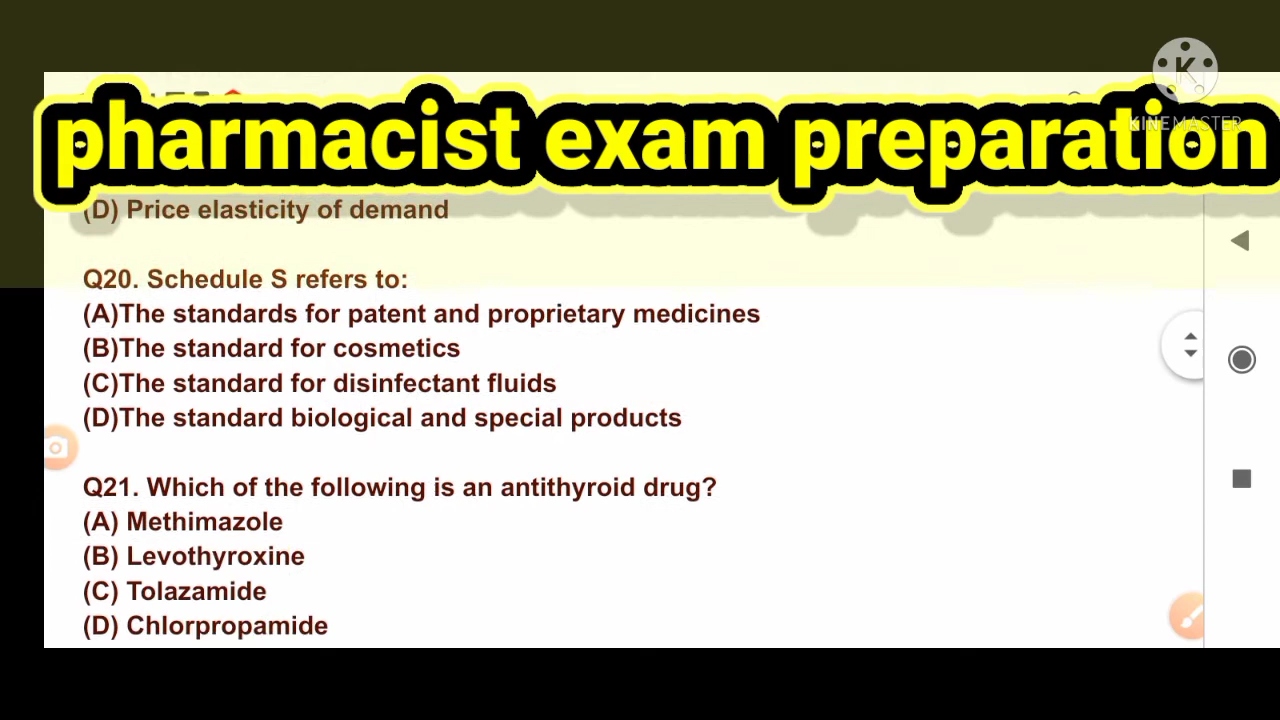 KINEMASTER
pharmacist exam preparation
(D) Price elasticity of demand
Q20. Schedule S refers to:
(A)The standards for patent and proprietary medicines
(B)The standard for cosmetics
(C)The standard for disinfectant fluids
(D)The standard biological and special products
Q21. Which of the following is an antithyroid drug?
(A) Methimazole
(B) Levothyroxine
(C) Tolazamide
(D) Chlorpropamide